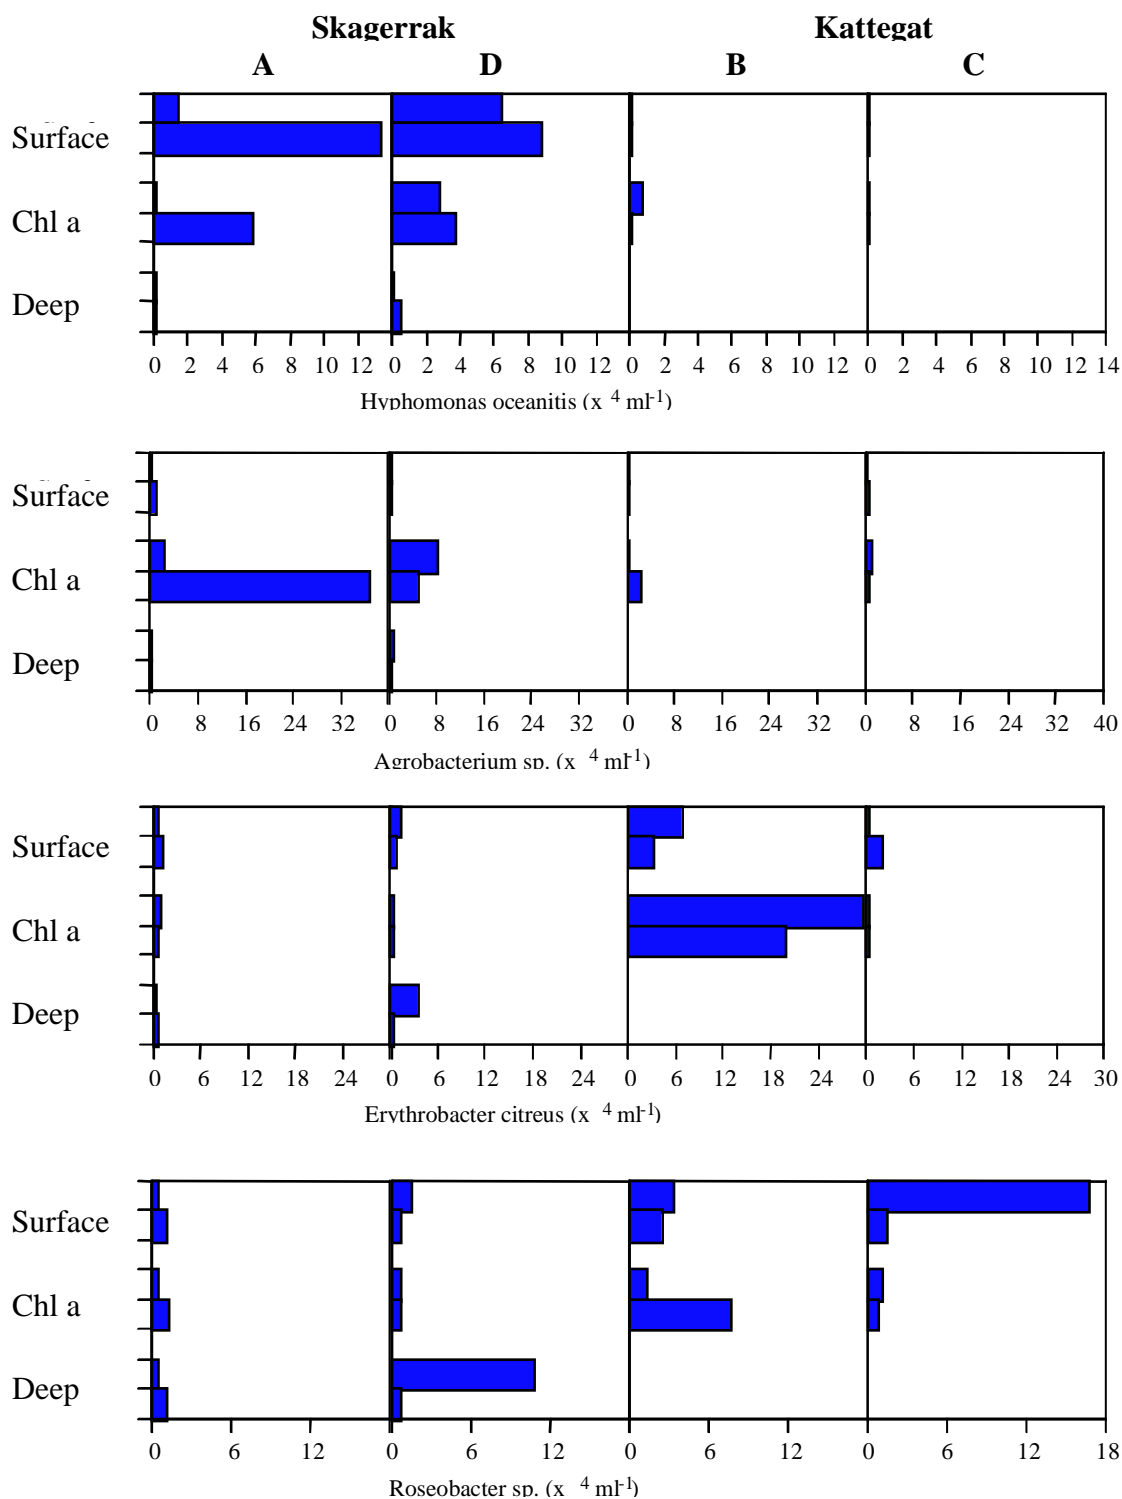 Skagerrak Kattegat
A D B C
Surface
Chl a
Deep
0 2 4 6 8 10 12 0 2 4 6 8 10 12 0 2 4 6 8 10 12 0 2 4 6 8 10 12 14
Hyphomonas oceanitis (x 4 ml-1)
Surface
Chl a
Deep
0 8 16 24 32 0 8 16 24 32 0 8 16 24 32 0 8 16 24 32 40
Agrobacterium sp. (x 4 ml-1)
Surface
Chl a
Deep
0 6 12 18 24 0 6 12 18 24 0 6 12 18 24 0 6 12 18 24 30
Erythrobacter citreus (x 4 ml-1)
Surface
Chl a
Deep
0 6 12 0 6 12 0 6 12 0 6 12 18
Roseobacter sp. (x 4 ml-1)